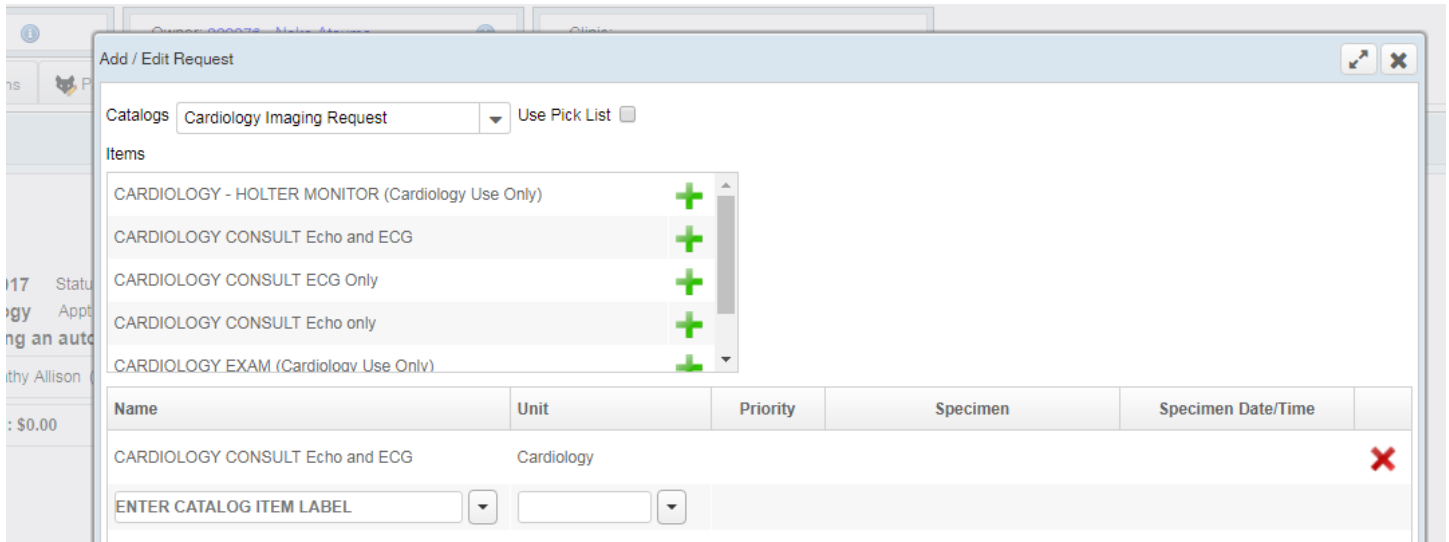 Add / Edit Request
ns
Catalogs Cardiology Imaging Request Use Pick List
Items
CARDIOLOGY - HOLTER MONITOR (Cardiology Use Only)
CARDIOLOGY CONSULT Echo and ECG
CARDIOLOGY CONSULT ECG Only
017 Statu
CARDIOLOGY CONSULT Echo only
ogy Appt
ng an auto
CARDIOLOGY EXAM (Cardiology Use Only)
thy Allison (
Name Unit Priority Specimen Specimen Date/Time
: $0.00
CARDIOLOGY CONSULT Echo and ECG Cardiology
ENTER CATALOG ITEM LABEL